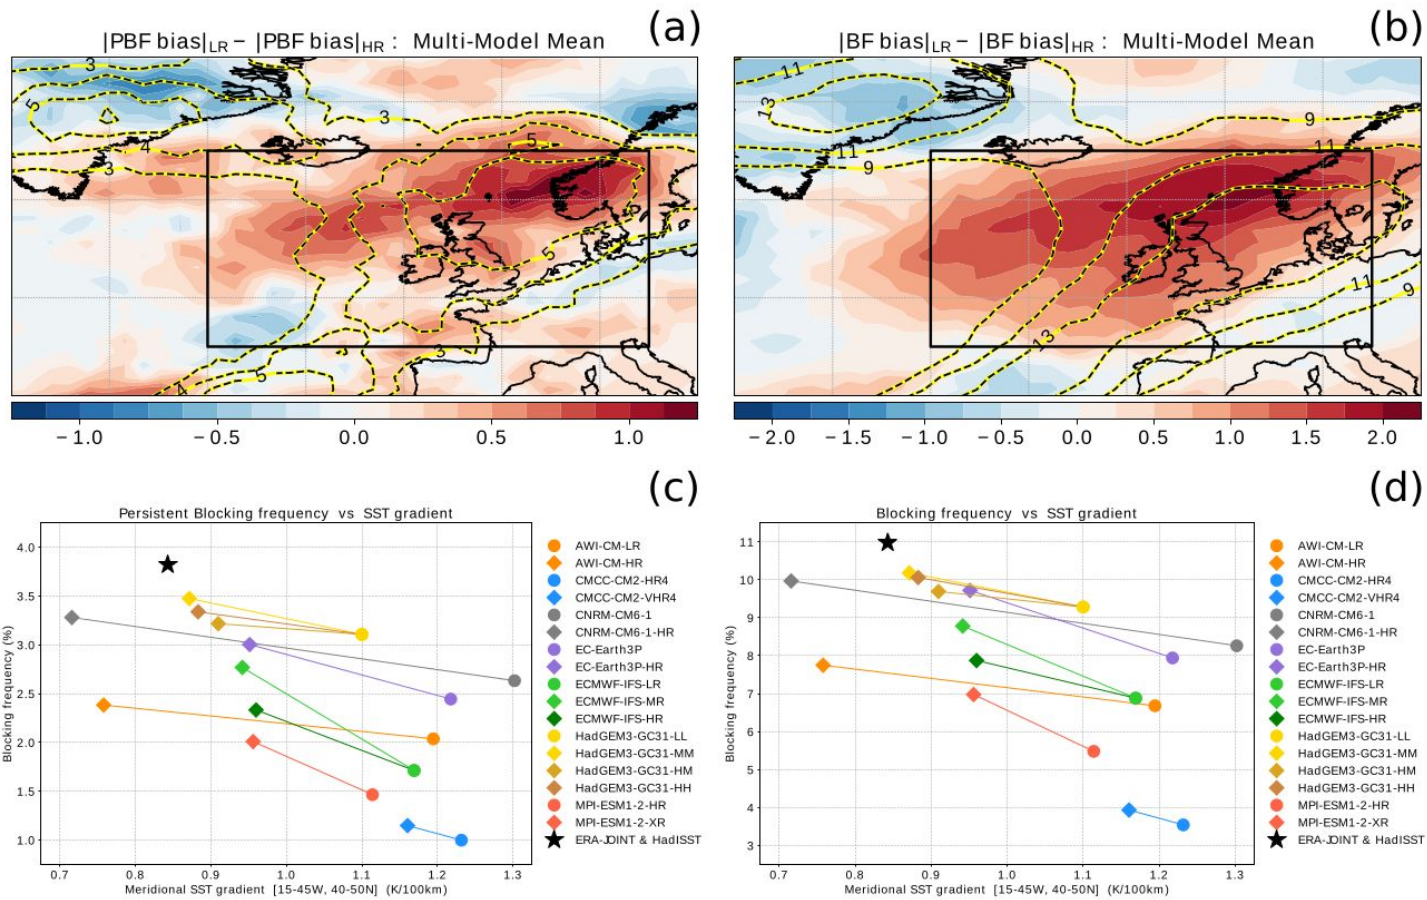 (a)
|PBF bias|LR − |PBF bias|HR : Multi-Model Mean
3
5
3
4
3
5
5
3
4
5
−1.0 −0.5 0.0 0.5 1.0
(b)
|BF bias|LR − |BF bias|HR : Multi-Model Mean
11
13
9
11
11
9
13
11
9
−2.0 −1.5 −1.0 −0.5 0.0 0.5 1.0 1.5 2.0
(c)
Persistent Blocking frequency vs SST gradient
Blocking frequency (%)
4.0
3.5
3.0
2.5
2.0
1.5
1.0
0.7 0.8 0.9 1.0 1.1 1.2 1.3
Meridional SST gradient [15-45W, 40-50N] (K/100km)
AWI-CM-LR
AWI-CM-HR
CMCC-CM2-HR4
CMCC-CM2-VHR4
CNRM-CM6-1
CNRM-CM6-1-HR
EC-Earth3P
EC-Earth3P-HR
ECMWF-IFS-LR
ECMWF-IFS-MR
ECMWF-IFS-HR
HadGEM3-GC31-LL
HadGEM3-GC31-MM
HadGEM3-GC31-HM
HadGEM3-GC31-HH
MPI-ESM1-2-HR
MPI-ESM1-2-XR
ERA-JOINT & HadISST
(d)
Blocking frequency vs SST gradient
Blocking frequency (%)
11
10
9
8
7
6
5
4
3
0.7 0.8 0.9 1.0 1.1 1.2 1.3
Meridional SST gradient [15-45W, 40-50N] (K/100km)
AWI-CM-LR
AWI-CM-HR
CMCC-CM2-HR4
CMCC-CM2-VHR4
CNRM-CM6-1
CNRM-CM6-1-HR
EC-Earth3P
EC-Earth3P-HR
ECMWF-IFS-LR
ECMWF-IFS-MR
ECMWF-IFS-HR
HadGEM3-GC31-LL
HadGEM3-GC31-MM
HadGEM3-GC31-HM
HadGEM3-GC31-HH
MPI-ESM1-2-HR
MPI-ESM1-2-XR
ERA-JOINT & HadISST